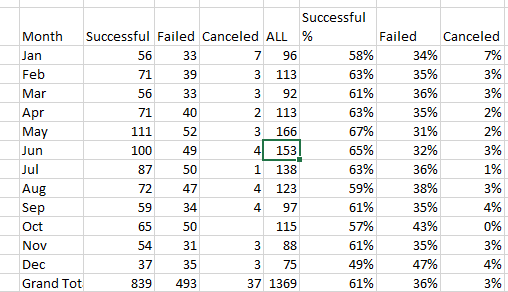 Successful
Month Successful Failed Canceled ALL % Failed Canceled
Jan 56 33 7 96 58% 34% 7%
Feb 71 39 3 113 63% 35% 3%
Mar 56 33 3 92 61% 36% 3%
Apr 71 40 2 113 63% 35% 2%
May 111 52 3 166 67% 31% 2%
Jun 100 49 4 153 65% 32% 3%
Jul 87 50 1 138 63% 36% 1%
Aug 72 47 4 123 59% 38% 3%
Sep 59 34 4 97 61% 35% 4%
Oct 65 50 115 57% 43% 0%
Nov 54 31 3 88 61% 35% 3%
Dec 37 35 3 75 49% 47% 4%
Grand Tot 839 493 37 1369 61% 36% 3%